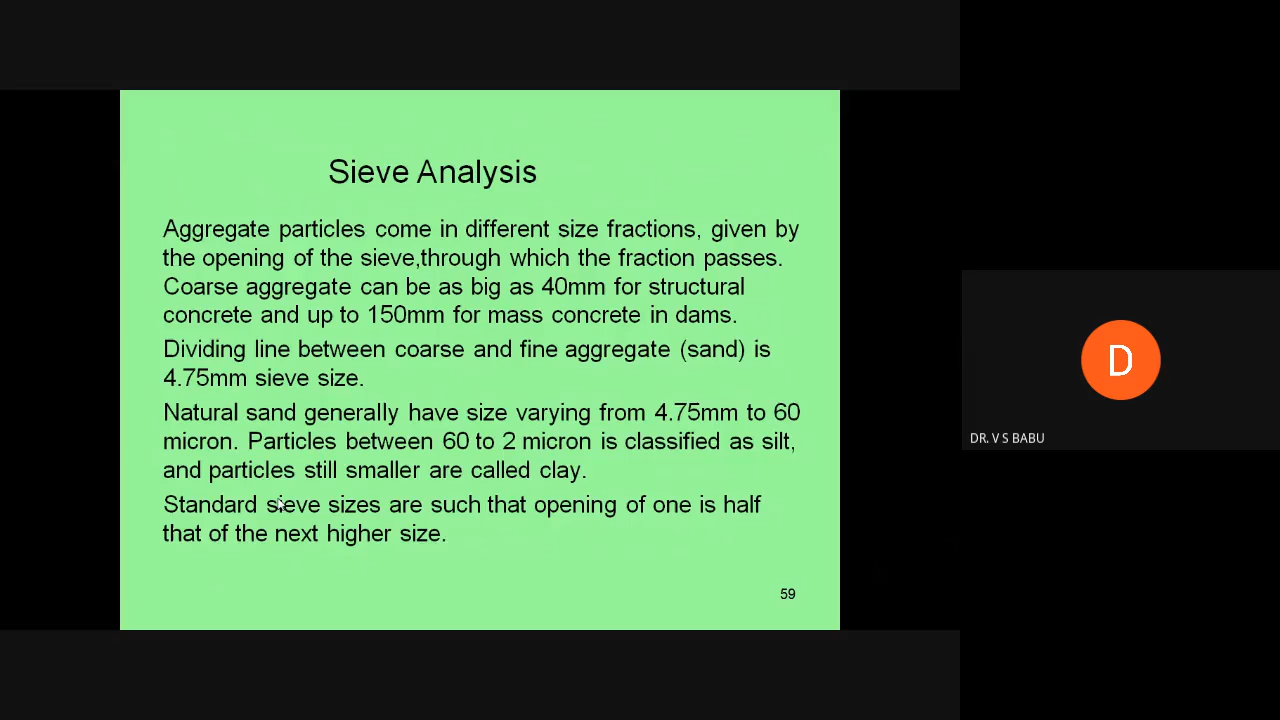 Sieve Analysis
Aggregate particles come in different size fractions, given by
the opening of the sieve,through which the fraction passes.
Coarse aggregate can be as big as 40mm for structural
concrete and up to 150mm for mass concrete in dams.
Dividing line between coarse and fine aggregate (sand) is
4.75mm sieve size.
Natural sand generally have size varying from 4.75mm to 60
micron. Particles between 60 to 2 micron is classified as silt,
and particles still smaller are called clay.
Standard sieve sizes are such that opening of one is half
that of the next higher size.
59
D
DR. V S BABU